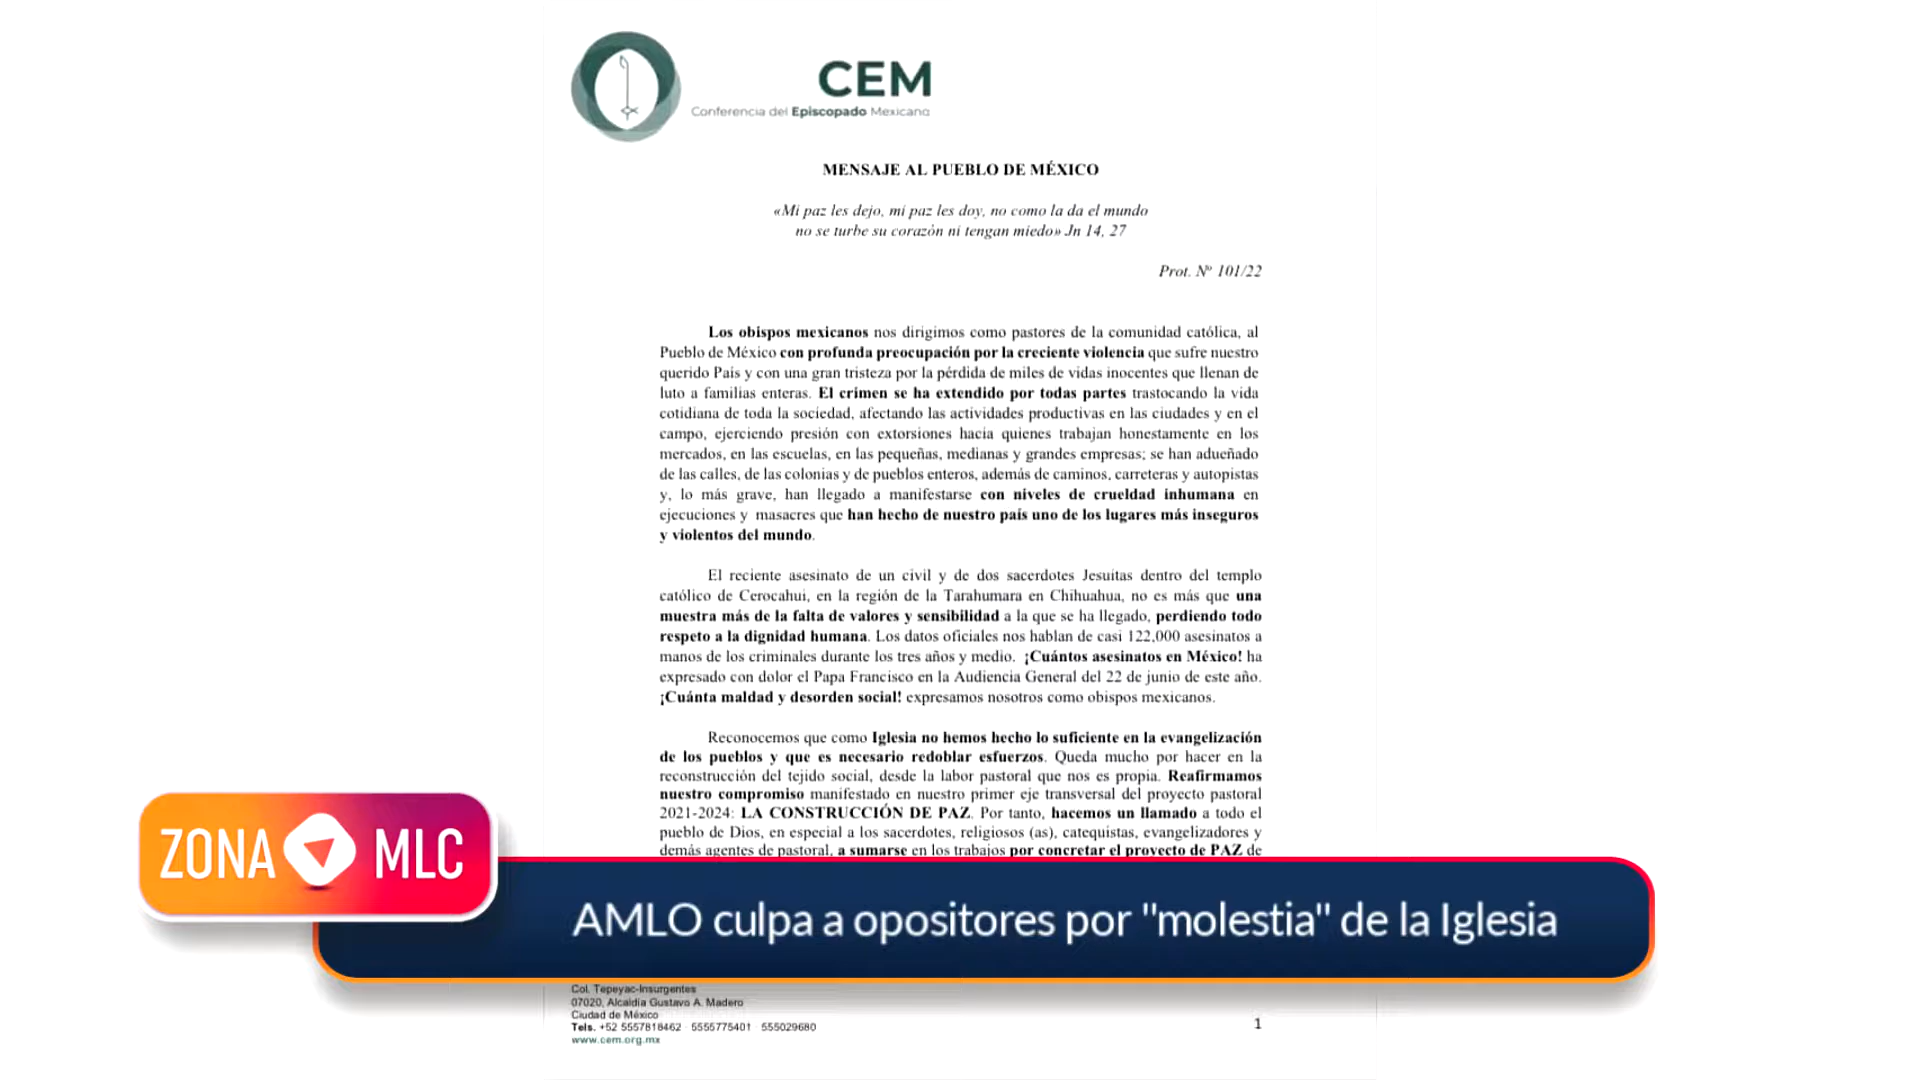 CEM
Conferencia del Episcopado Mexicano
MENSAJE AL PUEBLO DE MÉXICO
«Mi paz les dejo, mi paz les doy, no como la da el mundo
no se turbe su corazón ni tengan miedo» Jn 14, 27
Prot. Nº 101/22
Los obispos mexicanos nos dirigimos como pastores de la comunidad católica, al
Pueblo de México con profunda preocupación por la creciente violencia que sufre nuestro
querido País y con una gran tristeza por la pérdida de miles de vidas inocentes que llenan de
luto a familias enteras. El crimen se ha extendido por todas partes trastocando la vida
cotidiana de toda la sociedad, afectando las actividades productivas en las ciudades y en el
campo, ejerciendo presión con extorsiones hacia quienes trabajan honestamente en los
mercados, en las escuelas, en las pequeñas, medianas y grandes empresas; se han adueñado
de las calles, de las colonias y de pueblos enteros, además de caminos, carreteras y autopistas
y, lo más grave, han llegado a manifestarse con niveles de crueldad inhumana en
ejecuciones y masacres que han hecho de nuestro país uno de los lugares más inseguros
y violentos del mundo.
El reciente asesinato de un civil y de dos sacerdotes Jesuitas dentro del templo
católico de Cerocahui, en la región de la Tarahumara en Chihuahua, no es más que una
muestra más de la falta de valores y sensibilidad a la que se ha llegado, perdiendo todo
respeto a la dignidad humana. Los datos oficiales nos hablan de casi 122,000 asesinatos a
manos de los criminales durante los tres años y medio. ¡Cuántos asesinatos en México! ha
expresado con dolor el Papa Francisco en la Audiencia General del 22 de junio de este año.
¡Cuánta maldad y desorden social! expresamos nosotros como obispos mexicanos.
Reconocemos que como Iglesia no hemos hecho lo suficiente en la evangelización
de los pueblos y que es necesario redoblar esfuerzos. Queda mucho por hacer en la
reconstrucción del tejido social, desde la labor pastoral que nos es propia. Reafirmamos
nuestro compromiso manifestado en nuestro primer eje transversal del proyecto pastoral
2021-2024: LA CONSTRUCCIÓN DE PAZ. Por tanto, hacemos un llamado a todo el
pueblo de Dios, en especial a los sacerdotes, religiosos (as), catequistas, evangelizadores y
demás agentes de pastoral, a sumarse en los trabajos por concretar el proyecto de PAZ de
ZONA MLC
AMLO culpa a opositores por "molestia" de la Iglesia
Col. Tepeyac-Insurgentes
07020, Alcaldía Gustavo A. Madero
Ciudad de México
Tels. +52 5557818462 · 5555775401 · 555029680
www.cem.org.mx
1